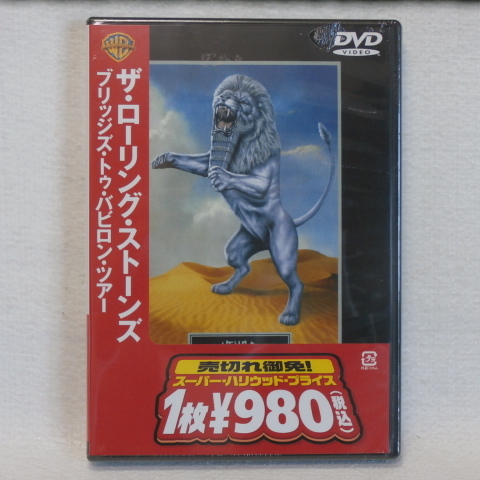 WB
DVD
VIDEO
ザ・ローリング・ストーンズ
ブリッジズ・トゥ・バビロン・ツアー
売切れ御免!
スーパー・ハリウッド・プライス
1枚¥980(税込)